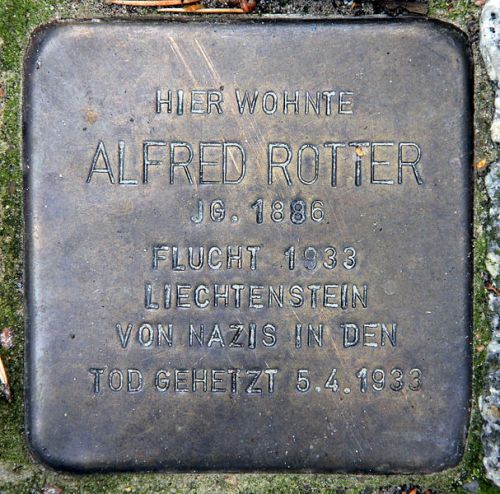 HIER WOHNTE
ALFRED ROTTER
JG. 1886
FLUCHT 1933
LIECHTENSTEIN
VON NAZIS IN DEN
TOD GEHETZT 5.4.1933